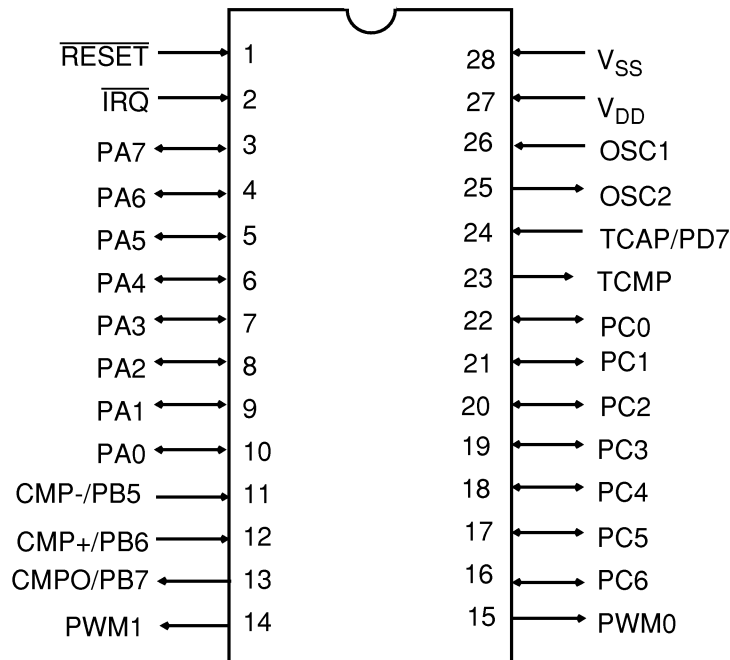 RESET 1 28 VSS
IRQ 2 27 VDD
PA7 3 26 OSC1
PA6 4 25 OSC2
PA5 5 24 TCAP/PD7
PA4 6 23 TCMP
PA3 7 22 PC0
PA2 8 21 PC1
PA1 9 20 PC2
PA0 10 19 PC3
CMP-/PB5 11 18 PC4
CMP+/PB6 12 17 PC5
CMPO/PB7 13 16 PC6
PWM1 14 15 PWM0